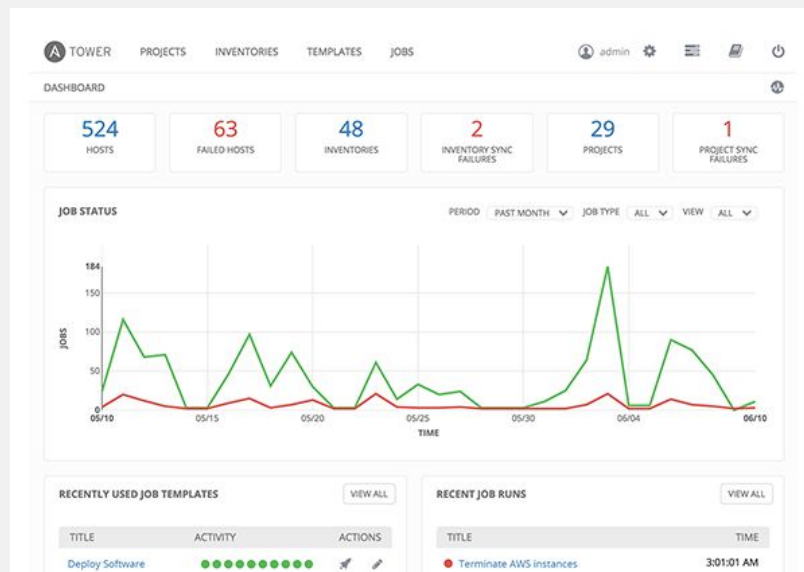 A TOWER PROJECTS INVENTORIES TEMPLATES JOBS admin
DASHBOARD
524 63 48 2 29 1
HOSTS FAILED HOSTS INVENTORIES INVENTORY SYNC FAILURES PROJECTS PROJECT SYNC FAILURES
JOB STATUS PERIOD PAST MONTH JOB TYPE ALL VIEW ALL
184
150
100
50
0
JOBS
05/10 05/15 05/20 05/25 05/30 06/04 06/10
TIME
RECENTLY USED JOB TEMPLATES VIEW ALL
TITLE ACTIVITY ACTIONS
Deploy Software
RECENT JOB RUNS VIEW ALL
TITLE TIME
Terminate AWS instances 3:01:01 AM